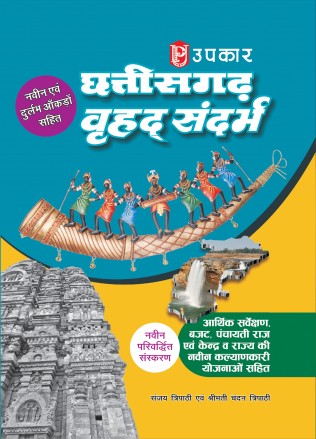 उपकार
छत्तीसगढ़
वृहद् संदर्भ
नवीन एवं
दुर्लभ आँकड़ों
सहित
आर्थिक सर्वेक्षण,
बजट, पंचायती राज
एवं केन्द्र व राज्य की
नवीन कल्याणकारी
योजनाओं सहित
नवीन
परिवर्द्धित
संस्करण
संजय त्रिपाठी एवं श्रीमती चंदन त्रिपाठी